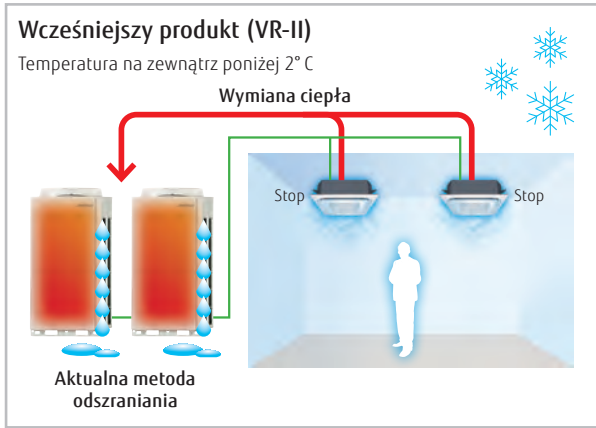 Wcześniejszy produkt (VR-II)
Temperatura na zewnątrz poniżej 2° C
Wymiana ciepła
Stop
Stop
Aktualna metoda
odszraniania